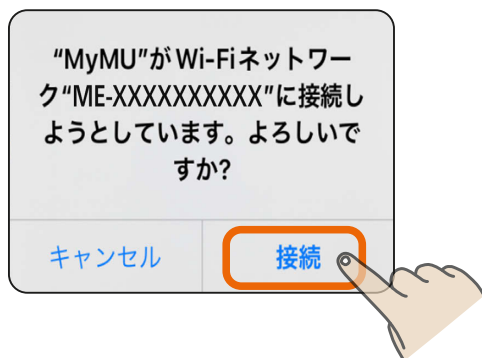 “MyMU”がWi-Fiネットワー
ク“ME-XXXXXXXXXX”に接続し
ようとしています。よろしいで
すか?
キャンセル
接続